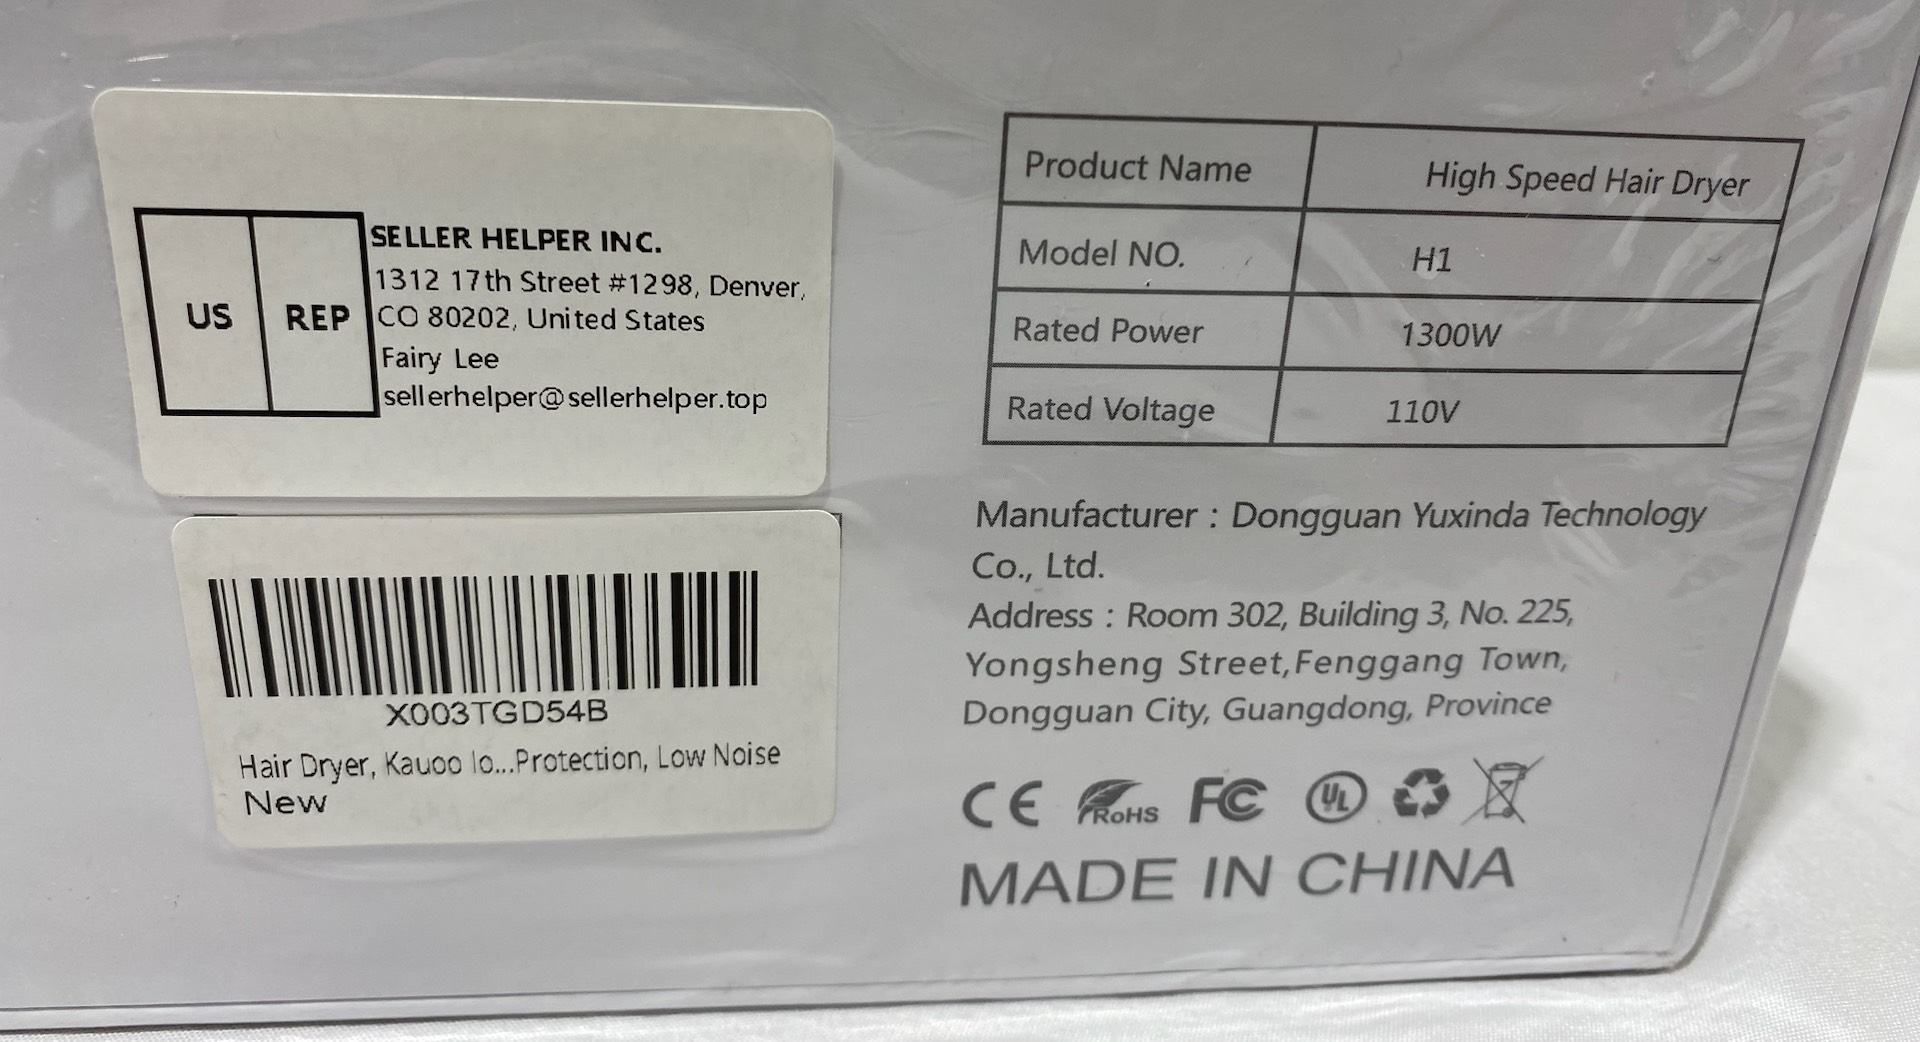 SELLER HELPER INC.
1312 17th Street #1298, Denver,
CO 80202, United States
US REP
Fairy Lee
sellerhelper@sellerhelper.top
X003TGD54B
Hair Dryer, Kauoo Io...Protection, Low Noise
New
Product Name High Speed Hair Dryer
Model NO. H1
Rated Power 1300W
Rated Voltage 110V
Manufacturer : Dongguan Yuxinda Technology
Co., Ltd.
Address : Room 302, Building 3, No. 225,
Yongsheng Street,Fenggang Town,
Dongguan City, Guangdong, Province
CE RoHS FC UL
MADE IN CHINA